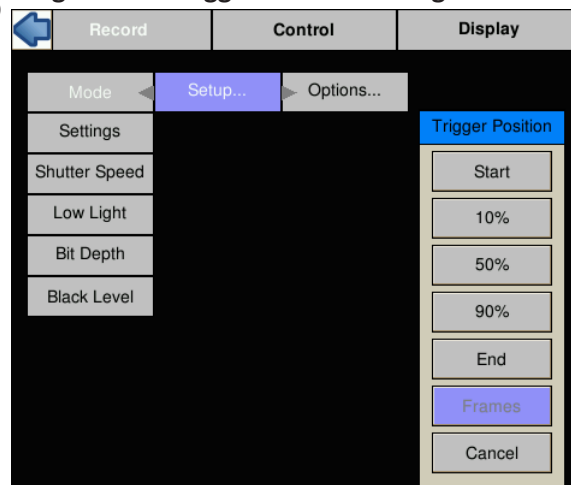 Record Control Display
Mode Setup... Options...
Settings
Shutter Speed
Low Light
Bit Depth
Black Level
Trigger Position
Start
10%
50%
90%
End
Frames
Cancel